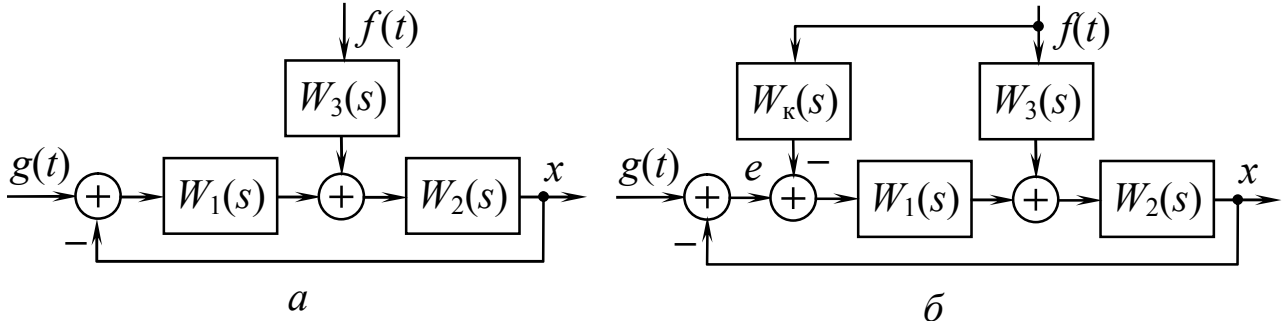 f(t)
W₃(s)
g(t)
+
W₁(s)
+
W₂(s)
x
−
а
f(t)
Wк(s)
W₃(s)
−
g(t)
+
e
+
W₁(s)
+
W₂(s)
x
−
б